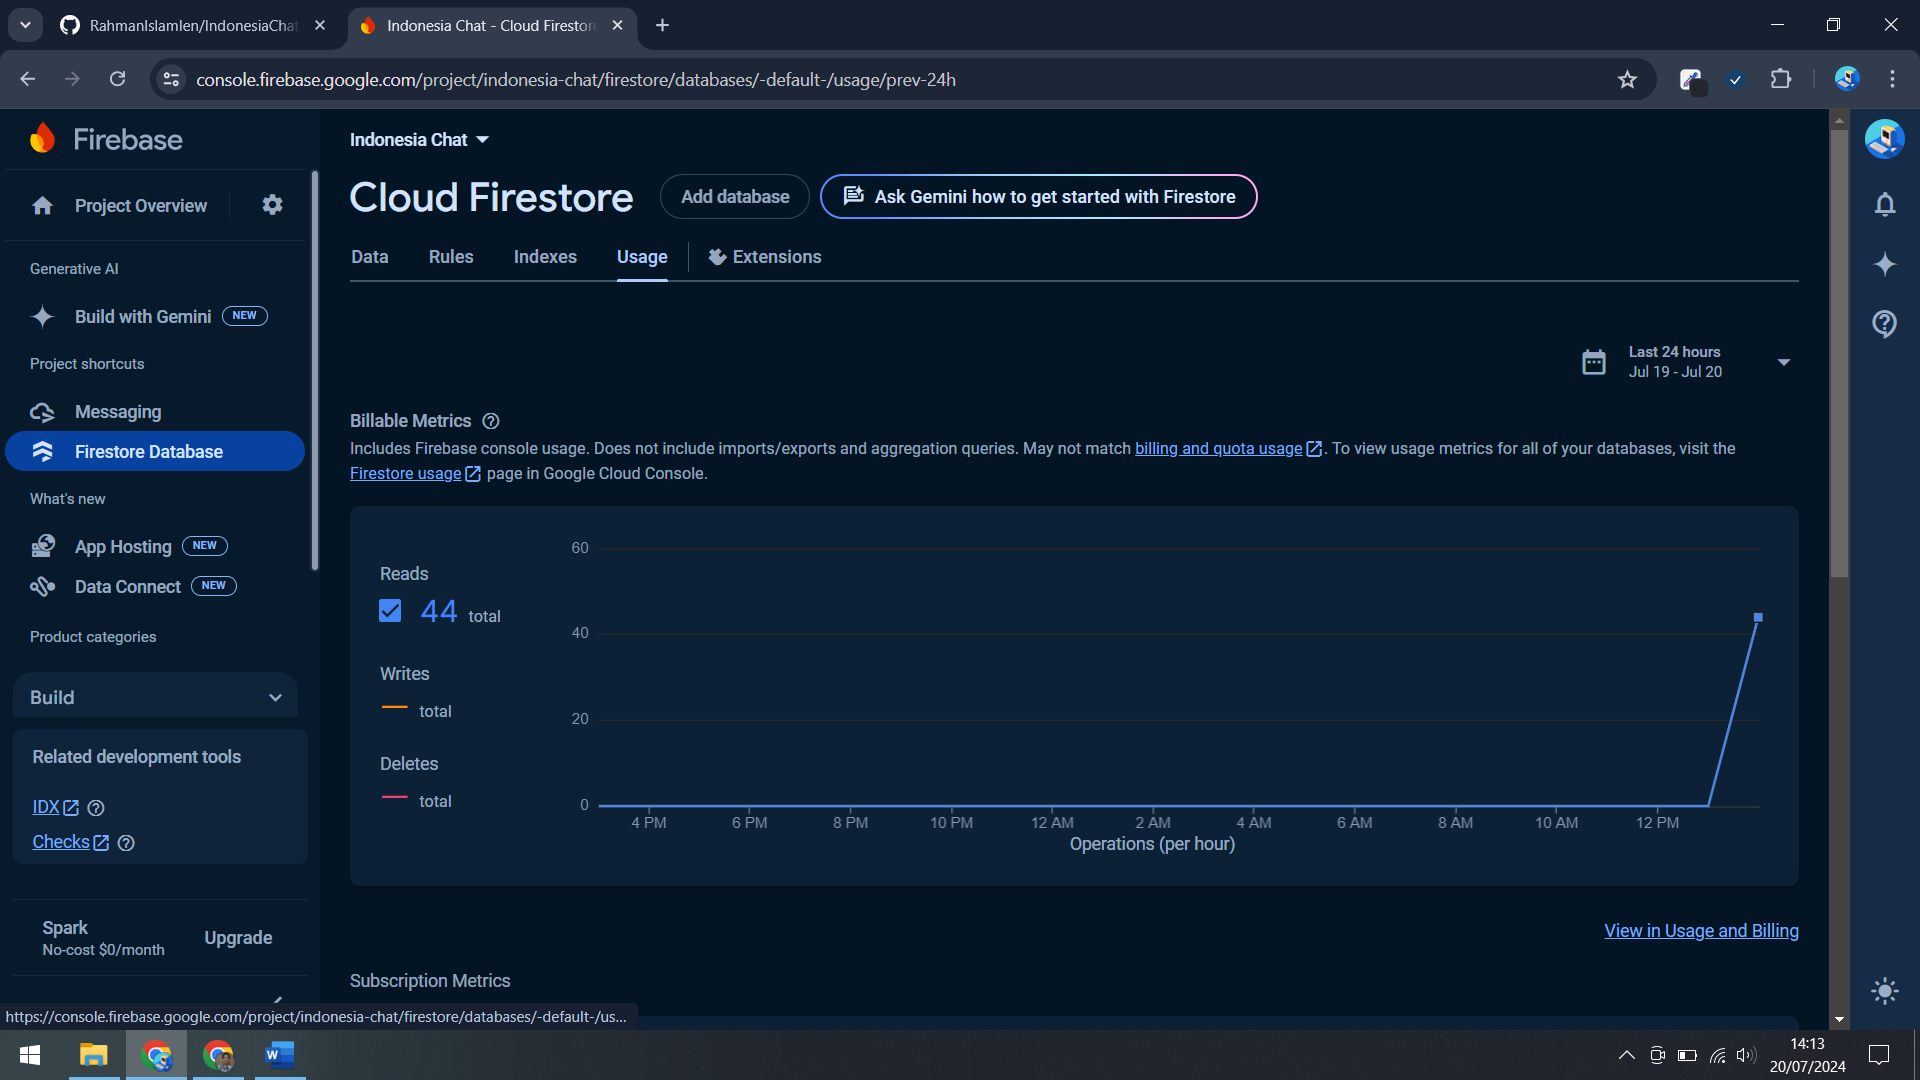 RahmanIslamIen/IndonesiaChat
Indonesia Chat - Cloud Firestore
console.firebase.google.com/project/indonesia-chat/firestore/databases/-default-/usage/prev-24h
Firebase
Project Overview
Generative AI
Build with Gemini NEW
Project shortcuts
Messaging
Firestore Database
What's new
App Hosting NEW
Data Connect NEW
Product categories
Build
Related development tools
IDX
Checks
Spark
No-cost $0/month
Upgrade
https://console.firebase.google.com/project/indonesia-chat/firestore/databases/-default-/us...
Indonesia Chat
Cloud Firestore
Add database
Ask Gemini how to get started with Firestore
Data Rules Indexes Usage Extensions
Last 24 hours
Jul 19 - Jul 20
Billable Metrics
Includes Firebase console usage. Does not include imports/exports and aggregation queries. May not match billing and quota usage. To view usage metrics for all of your databases, visit the
Firestore usage page in Google Cloud Console.
Reads
44 total
Writes
total
Deletes
total
60
40
20
0
4 PM 6 PM 8 PM 10 PM 12 AM 2 AM 4 AM 6 AM 8 AM 10 AM 12 PM
Operations (per hour)
View in Usage and Billing
Subscription Metrics
14:13
20/07/2024